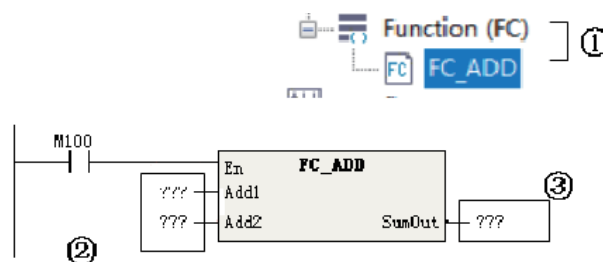 Function (FC)
①
FC FC_ADD
M100
En FC_ADD
??? Add1
③
??? Add2 SumOut ???
②